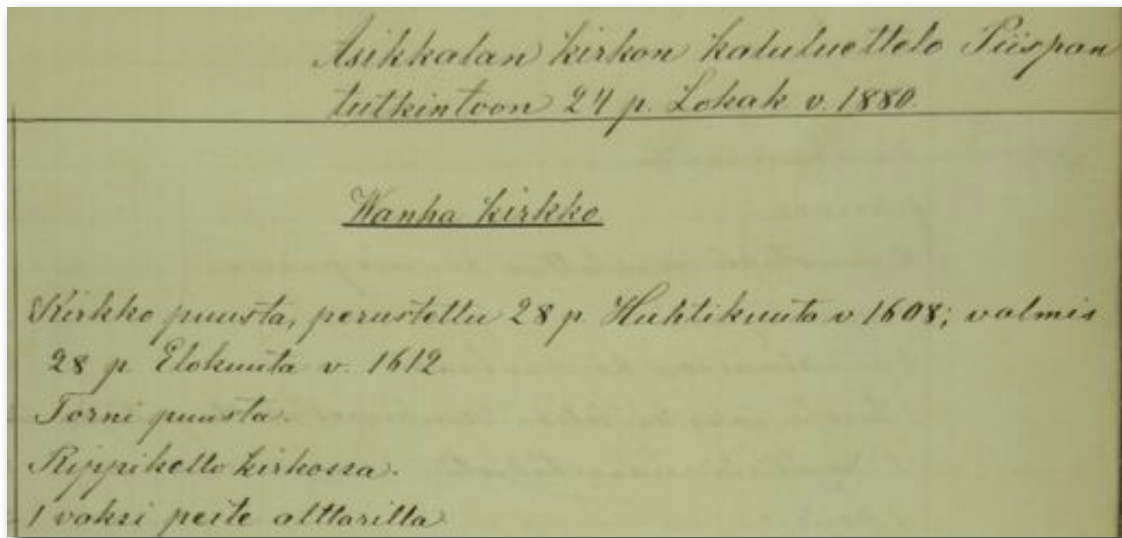 Asikkalan kirkon kaluluettelo Piispan
tutkintoon 24 p. Lokak v. 1880.
Wanha kirkko
Kirkko puusta, perustettu 28 p. Huhtikuuta v 1608; valmis
28 p. Elokuuta v. 1612
Torni puusta.
Rippikello kirkossa.
1 vaksi peite alttarilla